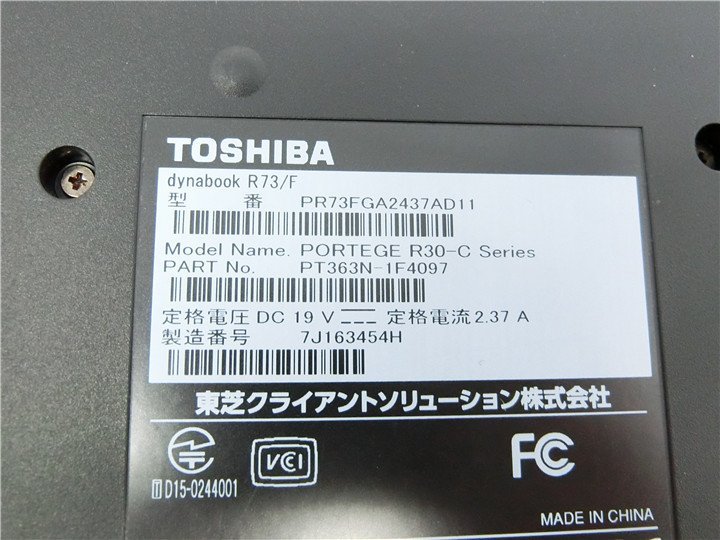 TOSHIBA
dynabook R73/F
型 番 PR73FGA2437AD11
Model Name. PORTEGE R30-C Series
PART No. PT363N-1F4097
定格電圧 DC 19 V 定格電流 2.37 A
製造番号 7J163454H
東芝クライアントソリューション株式会社
VCI FC
T D15-0244001
MADE IN CHINA